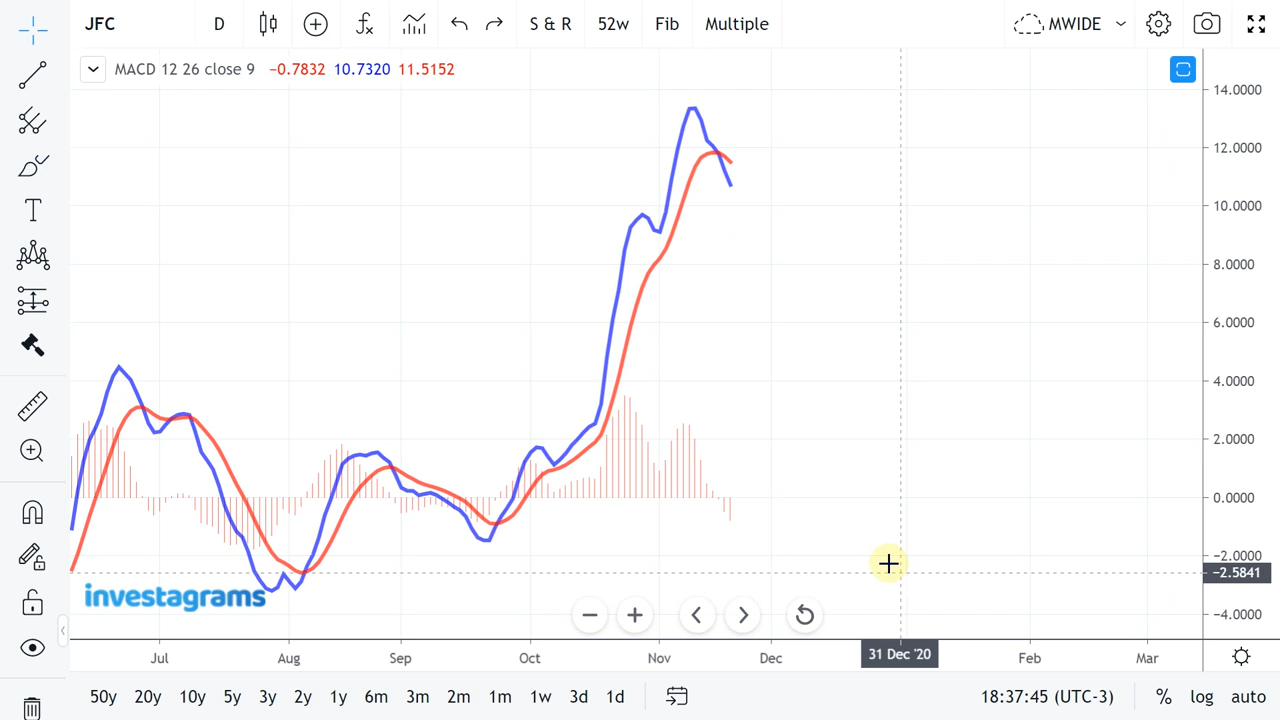 JFC D S & R 52w Fib Multiple MWIDE
MACD 12 26 close 9 −0.7832 10.7320 11.5152
14.0000
12.0000
10.0000
8.0000
6.0000
4.0000
2.0000
0.0000
−2.0000
−2.5841
−4.0000
investagrams
Jul Aug Sep Oct Nov Dec 31 Dec '20 Feb Mar
50y 20y 10y 5y 3y 2y 1y 6m 3m 2m 1m 1w 3d 1d 18:37:45 (UTC-3) % log auto